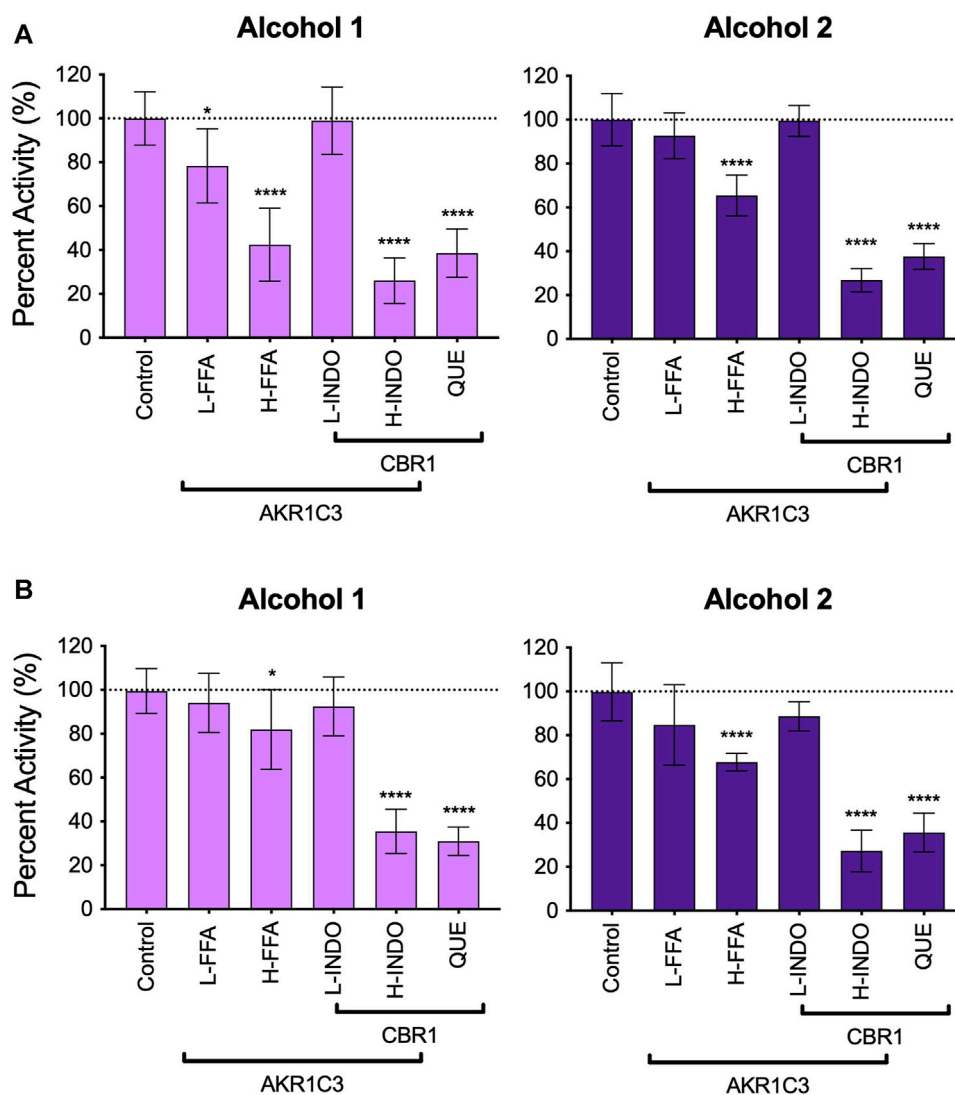 A
Alcohol 1
Alcohol 2
Percent Activity (%)
120
100
80
60
40
20
0
*
****
****
****
Control
L-FFA
H-FFA
L-INDO
H-INDO
QUE
CBR1
AKR1C3
120
100
80
60
40
20
0
****
****
****
Control
L-FFA
H-FFA
L-INDO
H-INDO
QUE
CBR1
AKR1C3
B
Alcohol 1
Alcohol 2
Percent Activity (%)
120
100
80
60
40
20
0
*
****
****
Control
L-FFA
H-FFA
L-INDO
H-INDO
QUE
CBR1
AKR1C3
120
100
80
60
40
20
0
****
****
****
Control
L-FFA
H-FFA
L-INDO
H-INDO
QUE
CBR1
AKR1C3